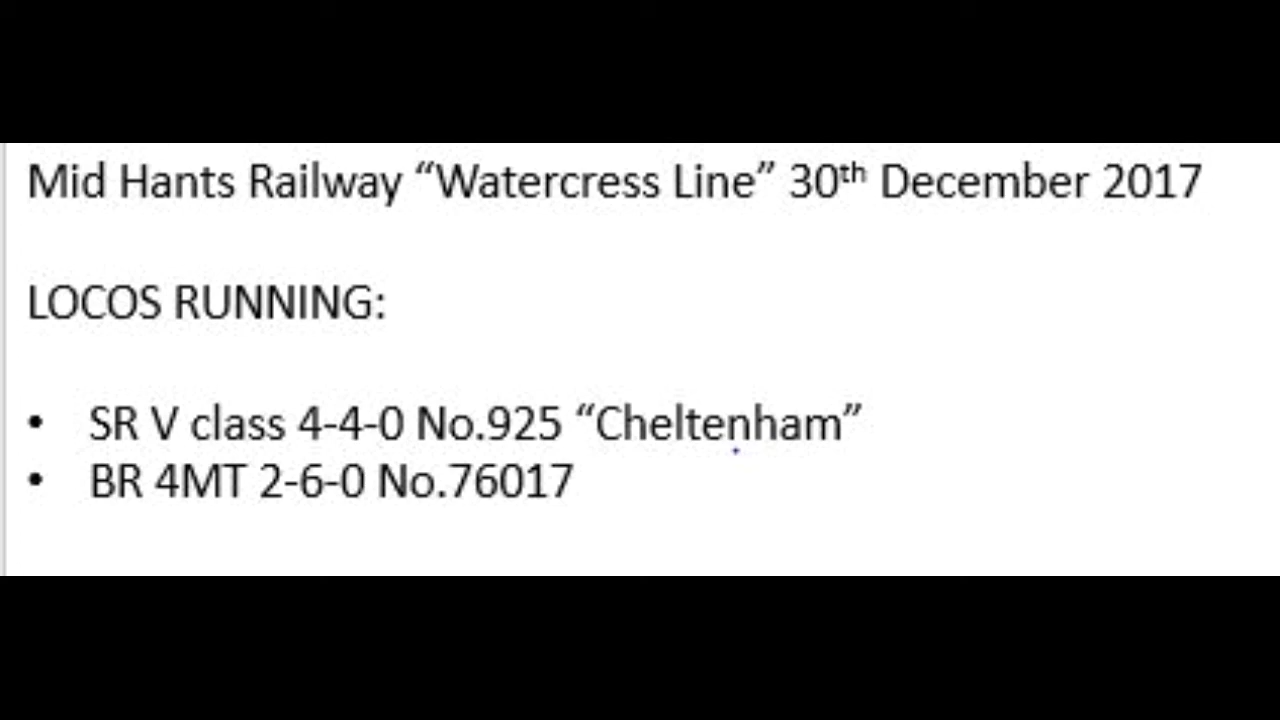 Mid Hants Railway “Watercress Line” 30th December 2017
LOCOS RUNNING:
• SR V class 4-4-0 No.925 “Cheltenham”
• BR 4MT 2-6-0 No.76017